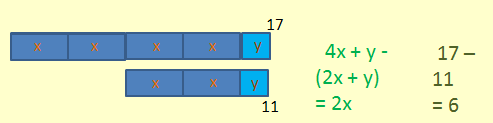 17
x x x x y
x x y
11
4x + y -
(2x + y)
= 2x
17 –
11
= 6